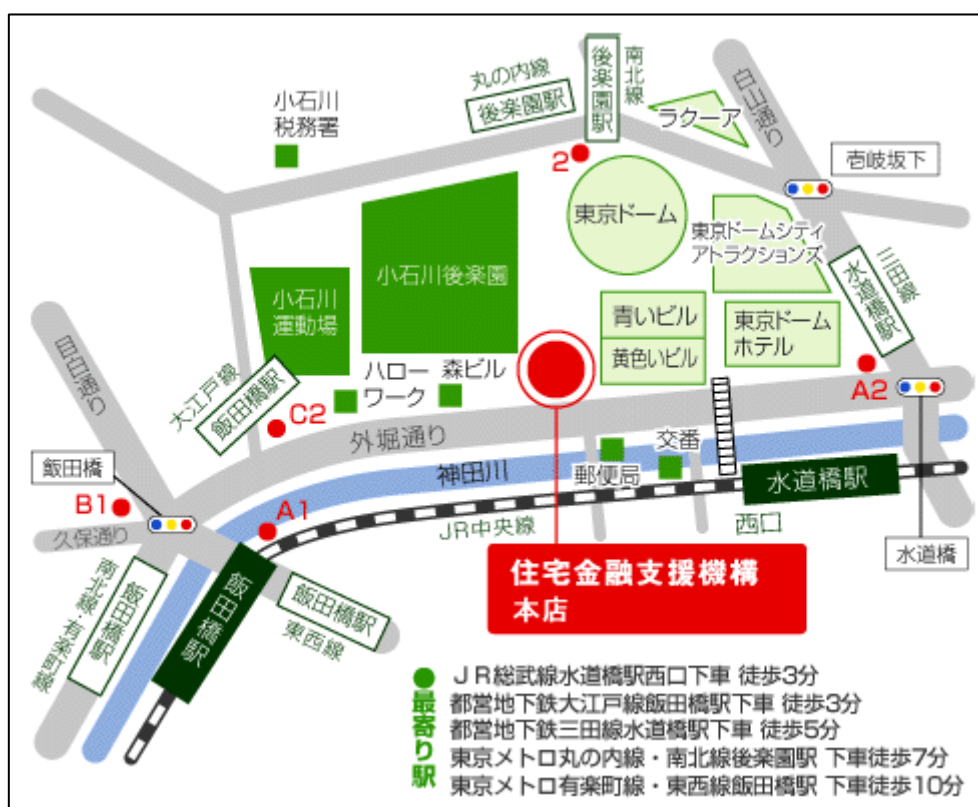 丸の内線
後楽園駅
後楽園駅
南北線
ラクーア
白山通り
小石川
税務署
壱岐坂下
2
東京ドーム
東京ドームシティ
アトラクションズ
三田線
水道橋駅
小石川後楽園
小石川
運動場
青いビル
黄色いビル
東京ドーム
ホテル
目白通り
大江戸線
飯田橋駅
ハロー
ワーク
森ビル
C2
A2
外堀通り
飯田橋
神田川
郵便局
交番
水道橋駅
B1
A1
久保通り
JR中央線
西口
水道橋
南北線・有楽町線
飯田橋駅
飯田橋駅
飯田橋駅
東西線
住宅金融支援機構
本店
最寄り駅
JR総武線水道橋駅西口下車 徒歩3分
都営地下鉄大江戸線飯田橋駅下車 徒歩3分
都営地下鉄三田線水道橋駅下車 徒歩5分
東京メトロ丸の内線・南北線後楽園駅 下車徒歩7分
東京メトロ有楽町線・東西線飯田橋駅 下車徒歩10分